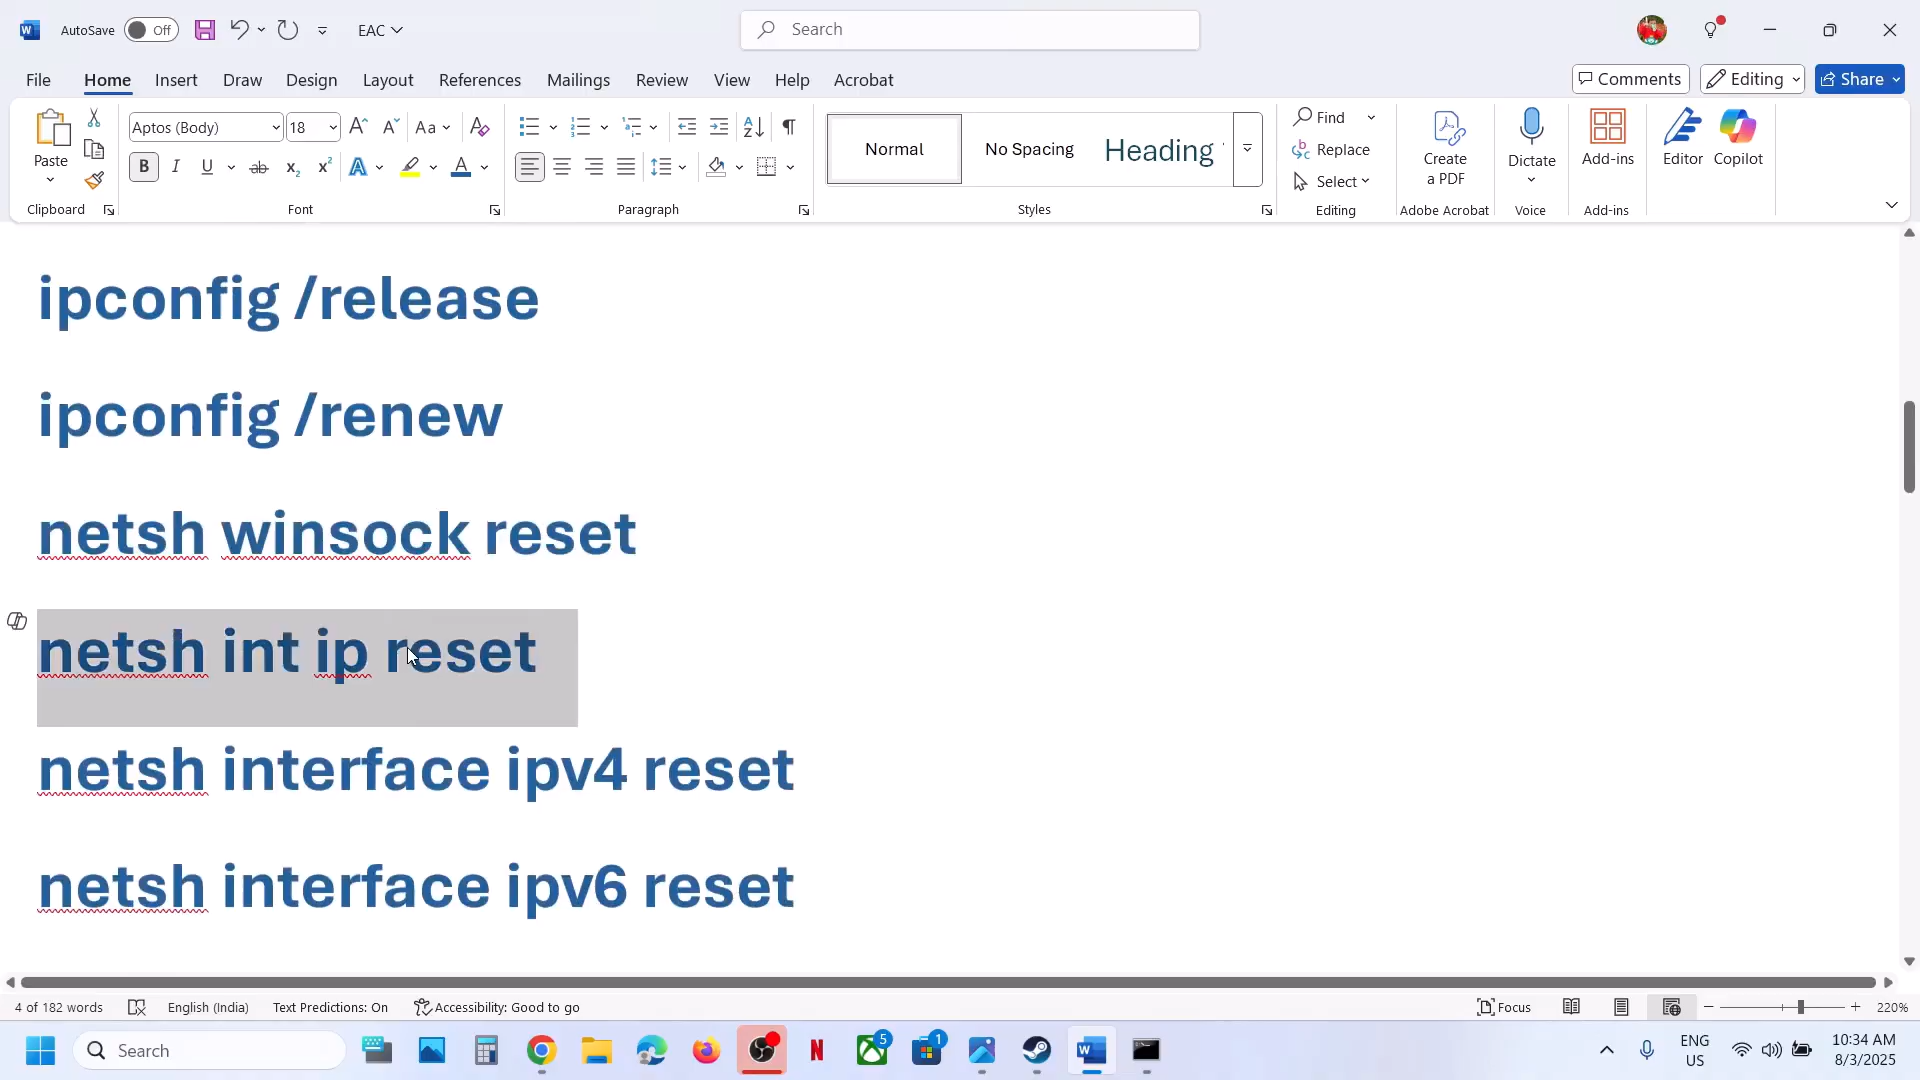 AutoSave Off EAC Search
File Home Insert Draw Design Layout References Mailings Review View Help Acrobat Comments Editing Share
Paste Aptos (Body) 18 Aa Normal No Spacing Heading Find Replace Select Create a PDF Dictate Add-ins Editor Copilot
Clipboard Font Paragraph Styles Editing Adobe Acrobat Voice Add-ins
ipconfig /release
ipconfig /renew
netsh winsock reset
netsh int ip reset
netsh interface ipv4 reset
netsh interface ipv6 reset
4 of 182 words English (India) Text Predictions: On Accessibility: Good to go Focus 220%
Search 5 1 ENG US 10:34 AM 8/3/2025